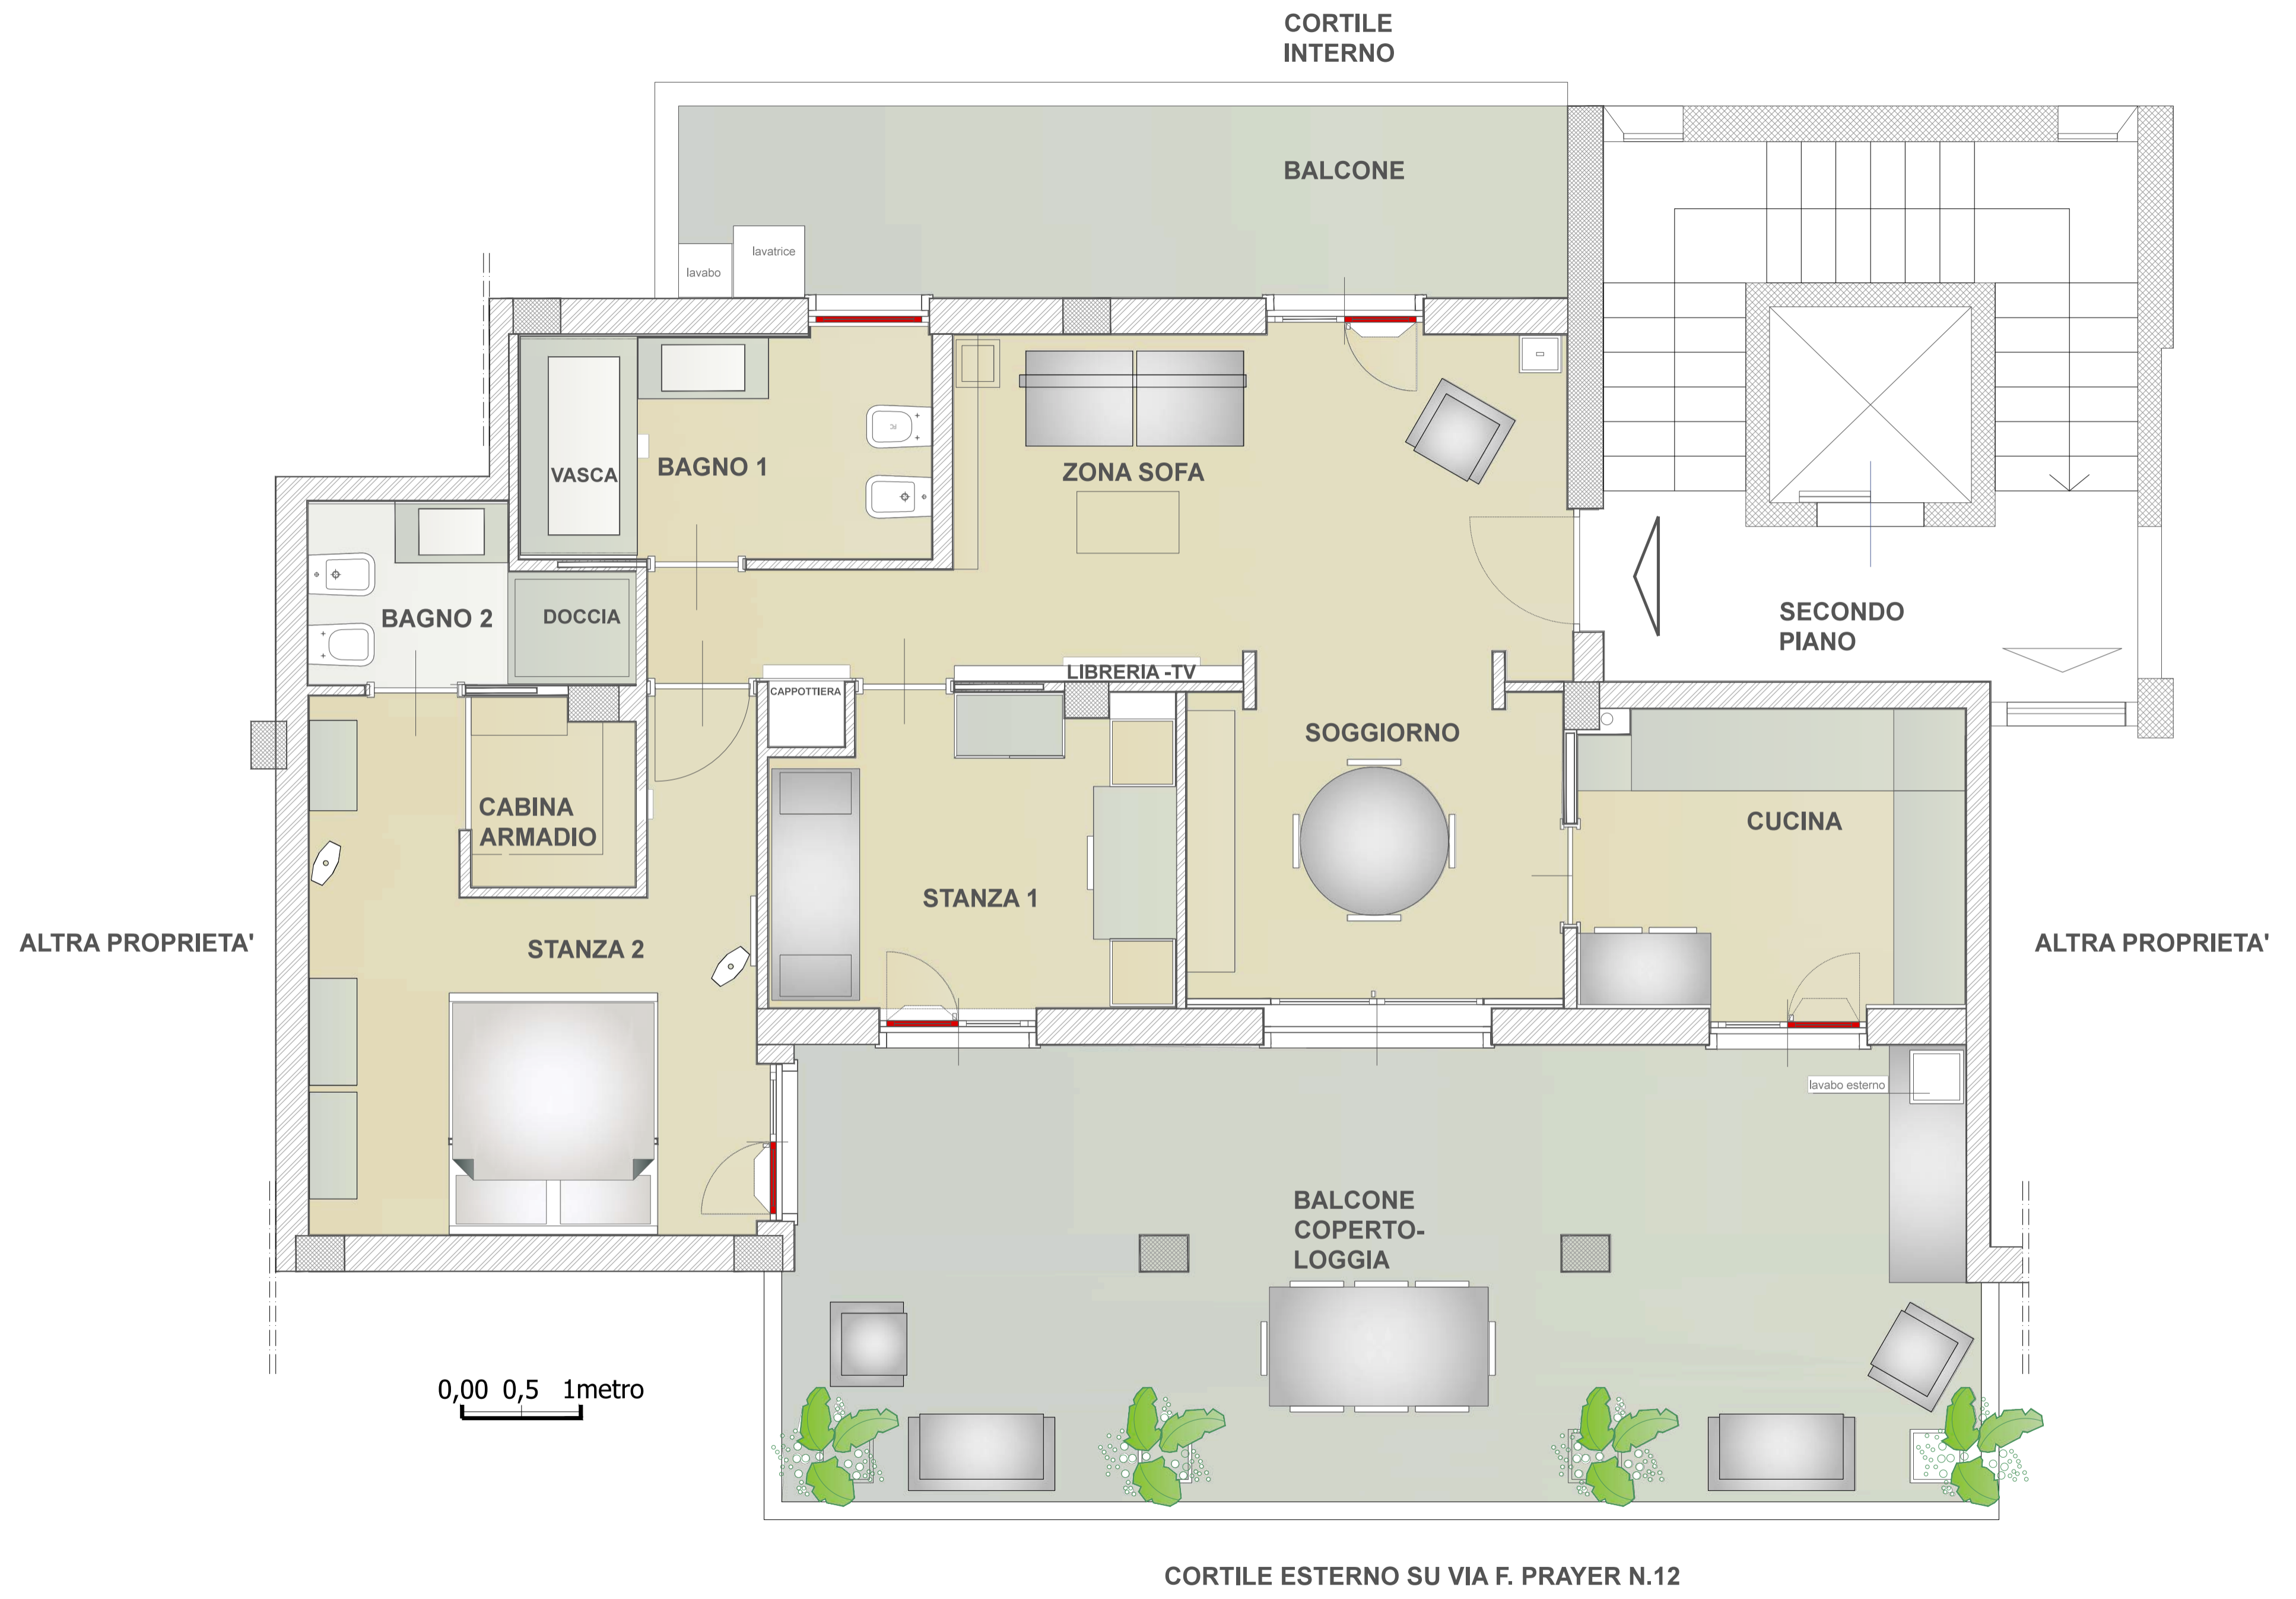 CORTILE
INTERNO
BALCONE
lavatrice
lavabo
VASCA
BAGNO 1
ZONA SOFA
BAGNO 2
DOCCIA
SECONDO
PIANO
LIBRERIA -TV
CAPPOTTIERA
SOGGIORNO
CABINA
ARMADIO
CUCINA
STANZA 1
STANZA 2
ALTRA PROPRIETA'
ALTRA PROPRIETA'
lavabo esterno
BALCONE
COPERTO-
LOGGIA
0,00 0,5 1metro
CORTILE ESTERNO SU VIA F. PRAYER N.12